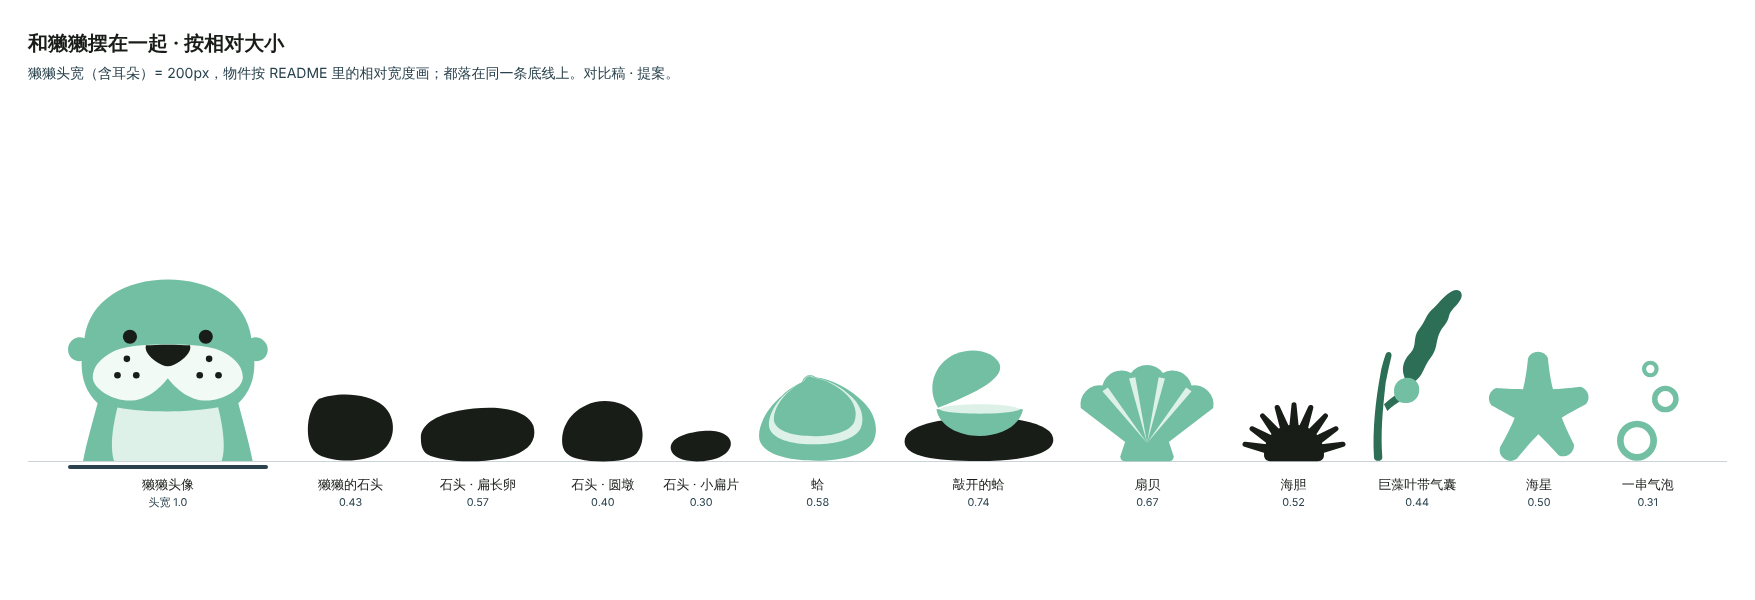 和獭獭摆在一起 · 按相对大小
獭獭头宽（含耳朵）= 200px，物件按 README 里的相对宽度画；都落在同一条底线上。对比稿 · 提案。
獭獭头像
头宽 1.0
獭獭的石头
0.43
石头 · 扁长卵
0.57
石头 · 圆墩
0.40
石头 · 小扁片
0.30
蛤
0.58
敲开的蛤
0.74
扇贝
0.67
海胆
0.52
巨藻叶带气囊
0.44
海星
0.50
一串气泡
0.31